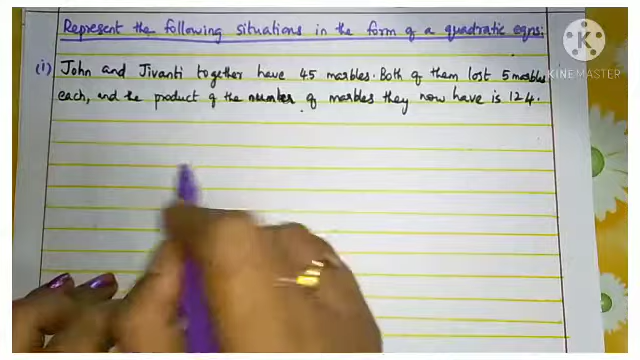 Represent the following situations in the form of a quadratic eqns:
(i) John and Jivanti together have 45 marbles. Both of them lost 5 marbles
each, and the product of the number of marbles they now have is 124.
K
KINEMASTER